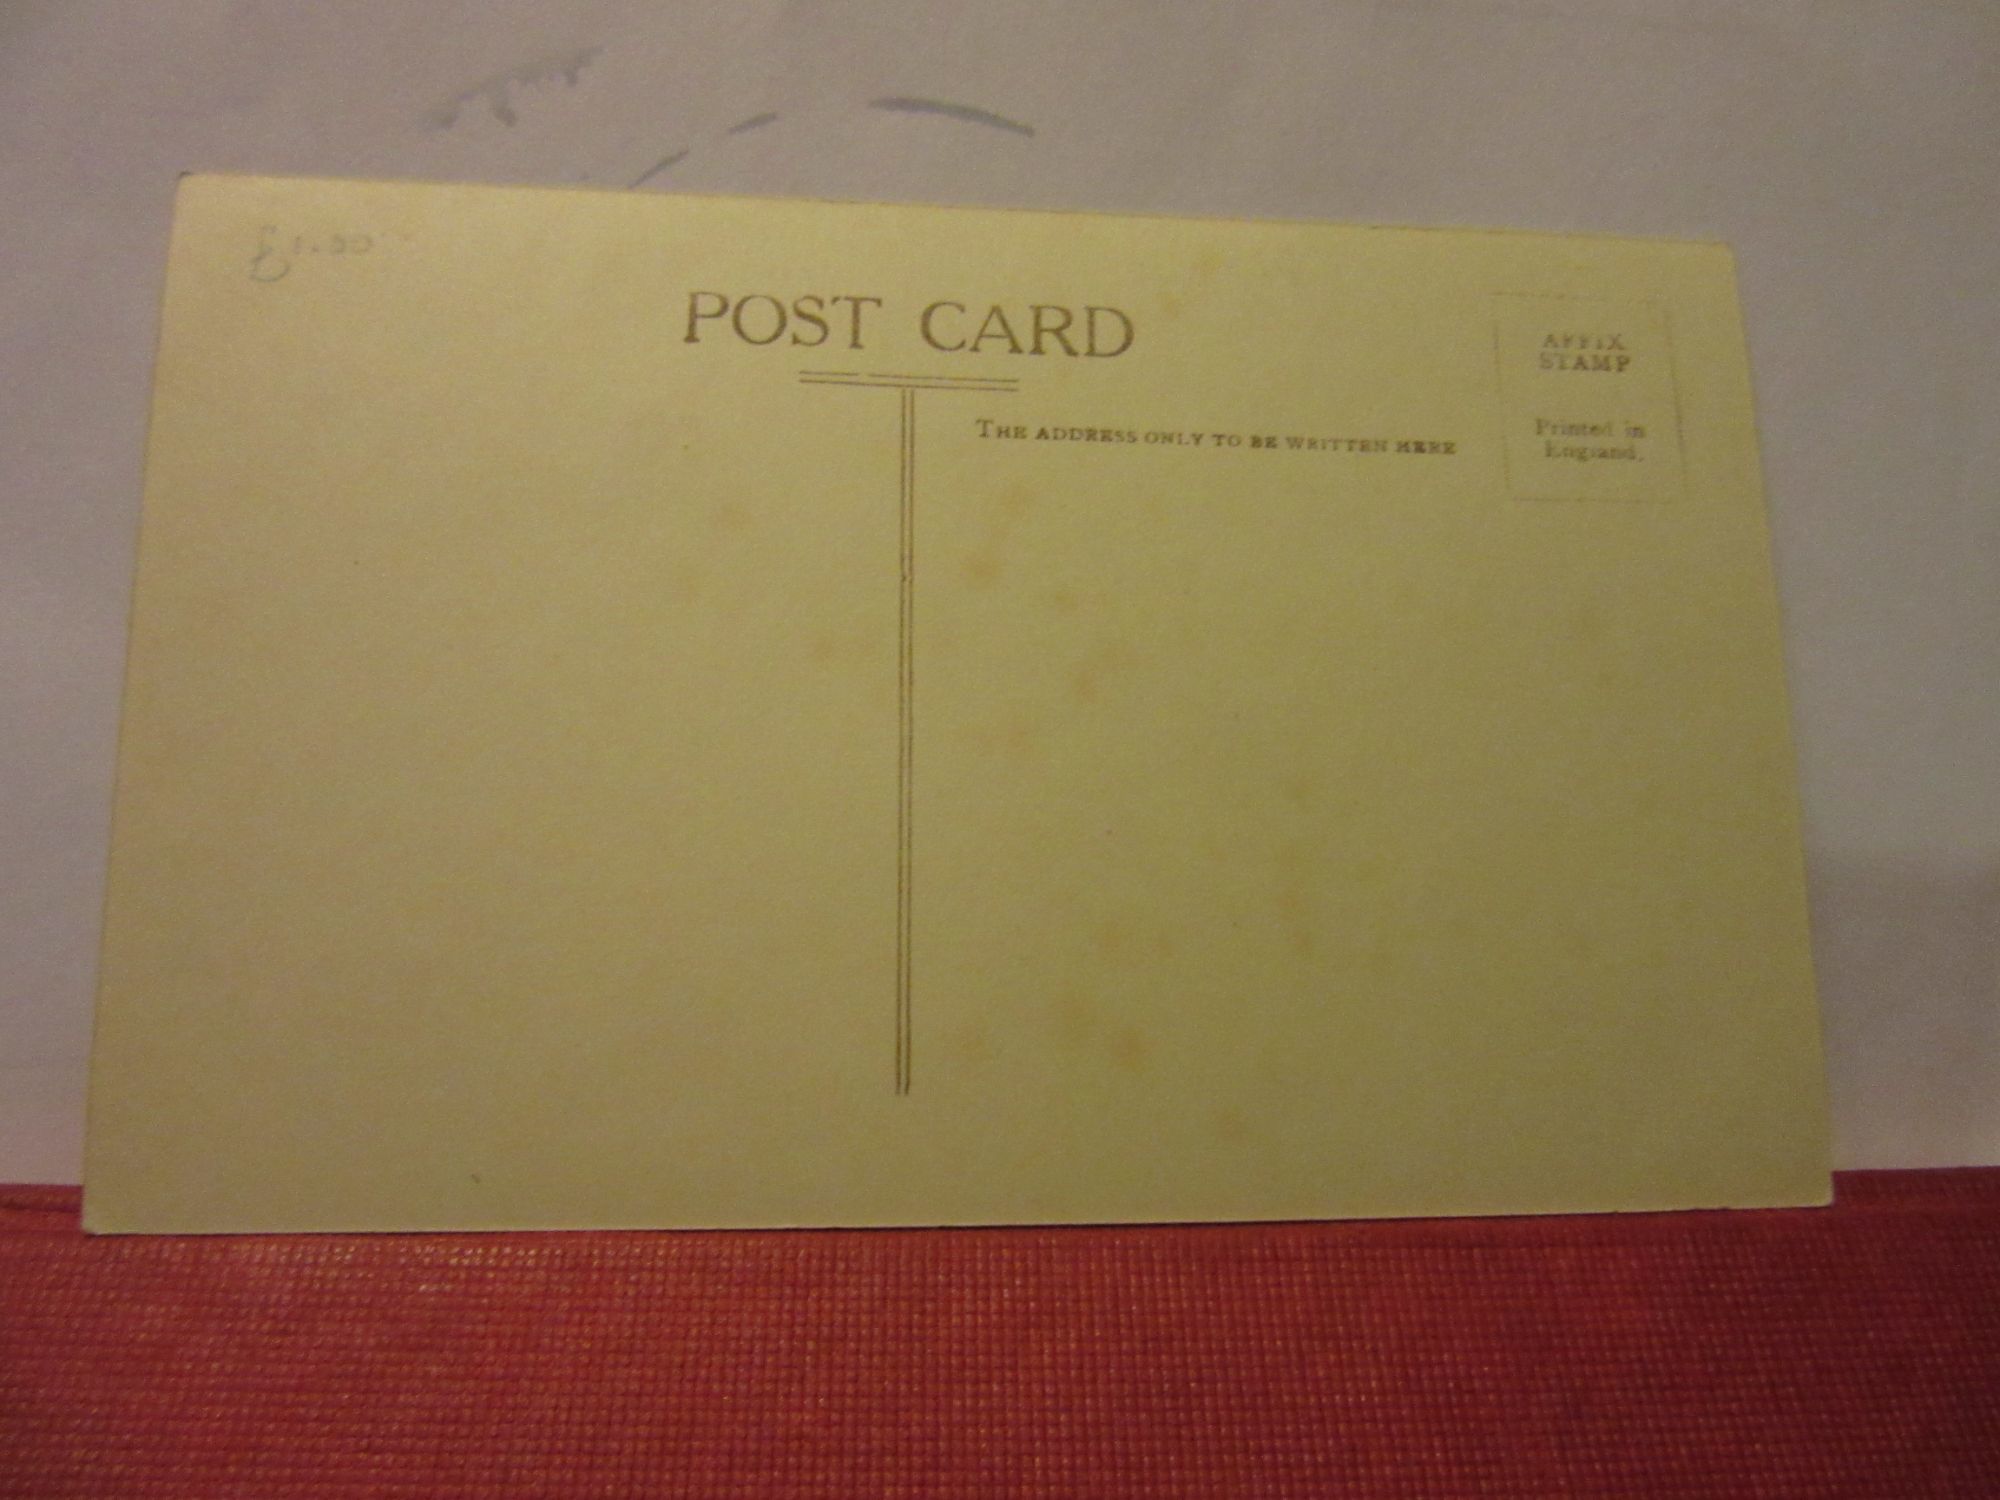 £1.50
POST CARD
AFFIX
STAMP
THE ADDRESS ONLY TO BE WRITTEN HERE
Printed in
England.